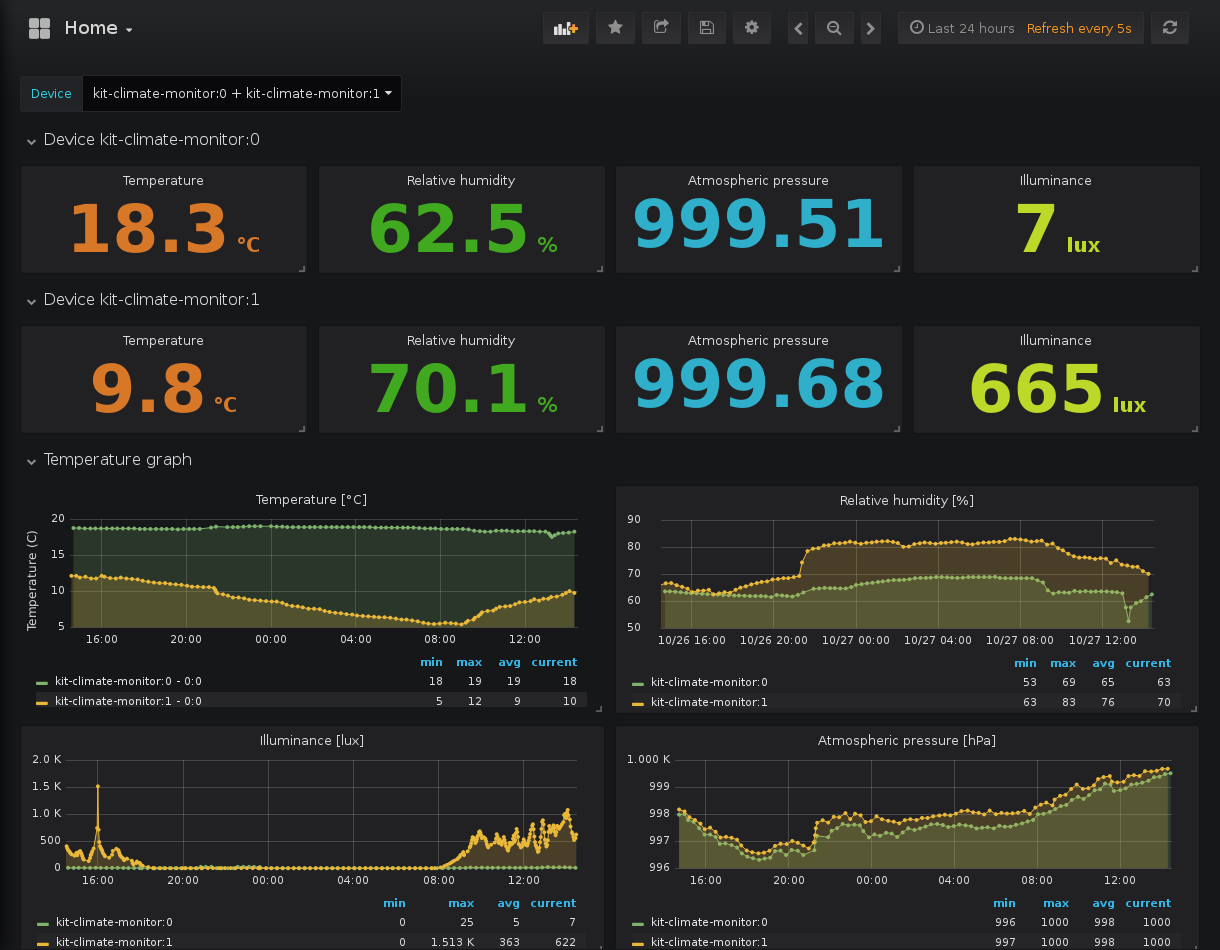 Home
Last 24 hours Refresh every 5s
Device kit-climate-monitor:0 + kit-climate-monitor:1
Device kit-climate-monitor:0
Temperature Relative humidity Atmospheric pressure Illuminance
18.3 °C 62.5 % 999.51 7 lux
Device kit-climate-monitor:1
Temperature Relative humidity Atmospheric pressure Illuminance
9.8 °C 70.1 % 999.68 665 lux
Temperature graph
Temperature [°C]
Temperature (C)
20
15
10
5
16:00 20:00 00:00 04:00 08:00 12:00
min max avg current
kit-climate-monitor:0 - 0:0 18 19 19 18
kit-climate-monitor:1 - 0:0 5 12 9 10
Relative humidity [%]
90
80
70
60
50
10/26 16:00 10/26 20:00 10/27 00:00 10/27 04:00 10/27 08:00 10/27 12:00
min max avg current
kit-climate-monitor:0 53 69 65 63
kit-climate-monitor:1 63 83 76 70
Illuminance [lux]
2.0 K
1.5 K
1.0 K
500
0
16:00 20:00 00:00 04:00 08:00 12:00
min max avg current
kit-climate-monitor:0 0 25 5 7
kit-climate-monitor:1 0 1.513 K 363 622
Atmospheric pressure [hPa]
1.000 K
999
998
997
996
16:00 20:00 00:00 04:00 08:00 12:00
min max avg current
kit-climate-monitor:0 996 1000 998 1000
kit-climate-monitor:1 997 1000 998 1000